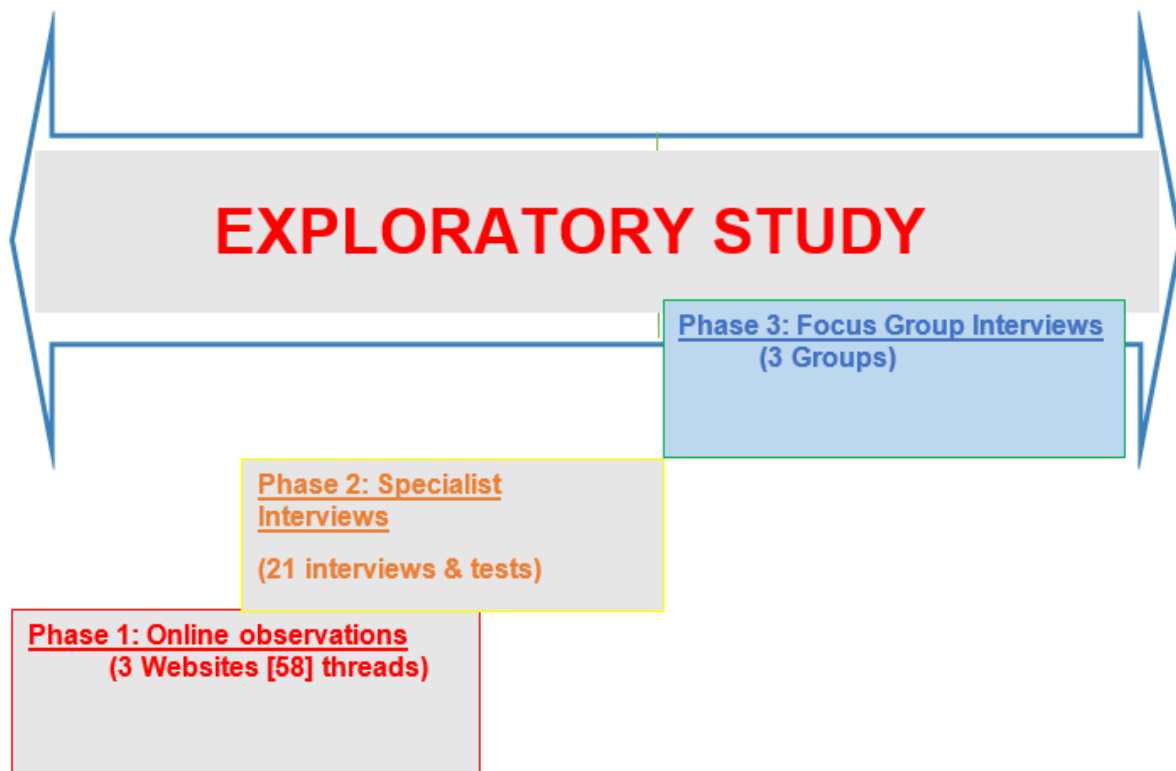 EXPLORATORY STUDY
Phase 3: Focus Group Interviews
(3 Groups)
Phase 2: Specialist
Interviews
(21 interviews & tests)
Phase 1: Online observations
(3 Websites [58] threads)